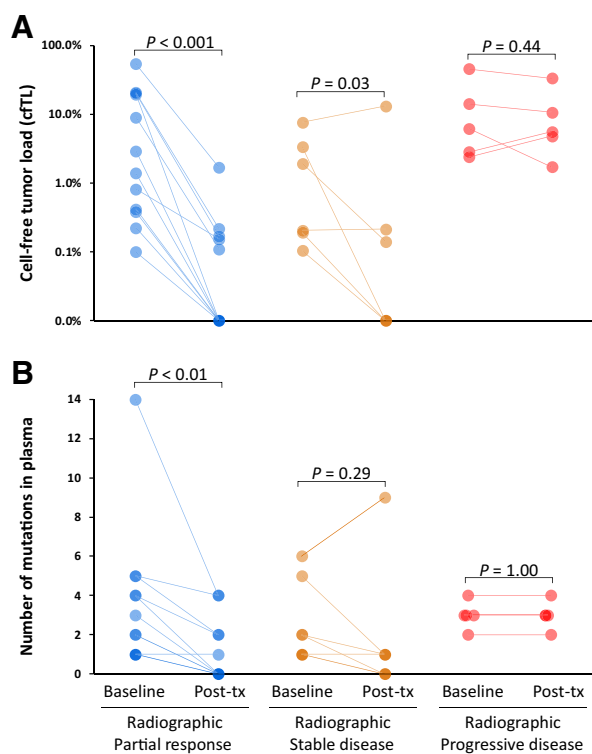 A
Cell-free tumor load (cfTL)
100.0%
10.0%
1.0%
0.1%
0.0%
P < 0.001
P = 0.03
P = 0.44
B
Number of mutations in plasma
14
12
10
8
6
4
2
0
P < 0.01
P = 0.29
P = 1.00
Baseline Post-tx Baseline Post-tx Baseline Post-tx
Radiographic Radiographic Radiographic
Partial response Stable disease Progressive disease